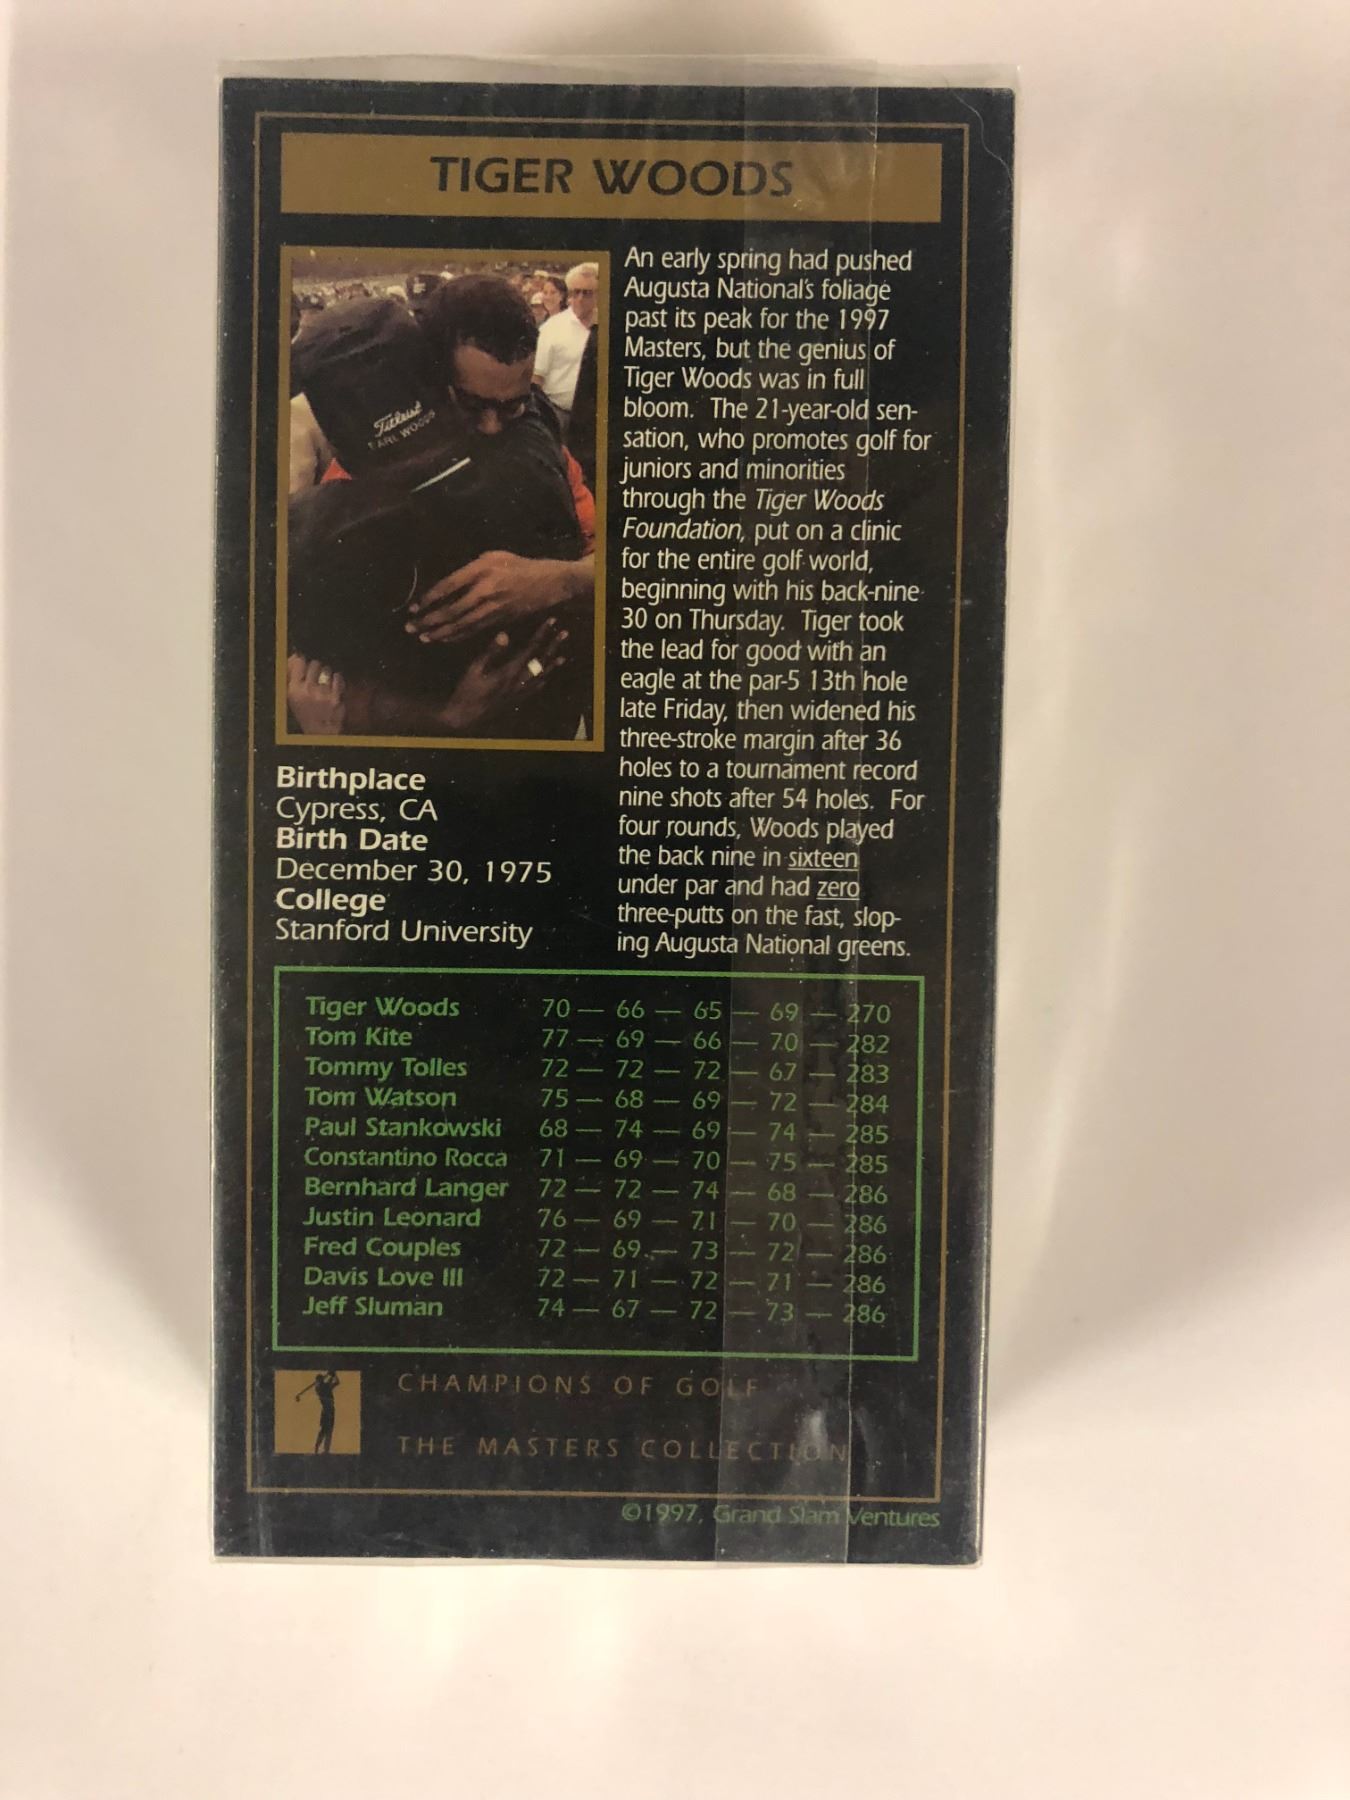 TIGER WOODS
An early spring had pushed
Augusta National's foliage
past its peak for the 1997
Masters, but the genius of
Tiger Woods was in full
bloom. The 21-year-old sen-
sation, who promotes golf for
juniors and minorities
through the Tiger Woods
Foundation, put on a clinic
for the entire golf world,
beginning with his back-nine
30 on Thursday. Tiger took
the lead for good with an
eagle at the par-5 13th hole
late Friday, then widened his
three-stroke margin after 36
holes to a tournament record
nine shots after 54 holes. For
four rounds, Woods played
the back nine in sixteen
under par and had zero
three-putts on the fast, slop-
ing Augusta National greens.
Titleist
EARL WOODS
Birthplace
Cypress, CA
Birth Date
December 30, 1975
College
Stanford University
Tiger Woods 70 — 66 — 65 — 69 — 270
Tom Kite 77 — 69 — 66 — 70 — 282
Tommy Tolles 72 — 72 — 72 — 67 — 283
Tom Watson 75 — 68 — 69 — 72 — 284
Paul Stankowski 68 — 74 — 69 — 74 — 285
Constantino Rocca 71 — 69 — 70 — 75 — 285
Bernhard Langer 72 — 72 — 74 — 68 — 286
Justin Leonard 76 — 69 — 71 — 70 — 286
Fred Couples 72 — 69 — 73 — 72 — 286
Davis Love III 72 — 71 — 72 — 71 — 286
Jeff Sluman 74 — 67 — 72 — 73 — 286
CHAMPIONS OF GOLF
THE MASTERS COLLECTION
©1997, Grand Slam Ventures